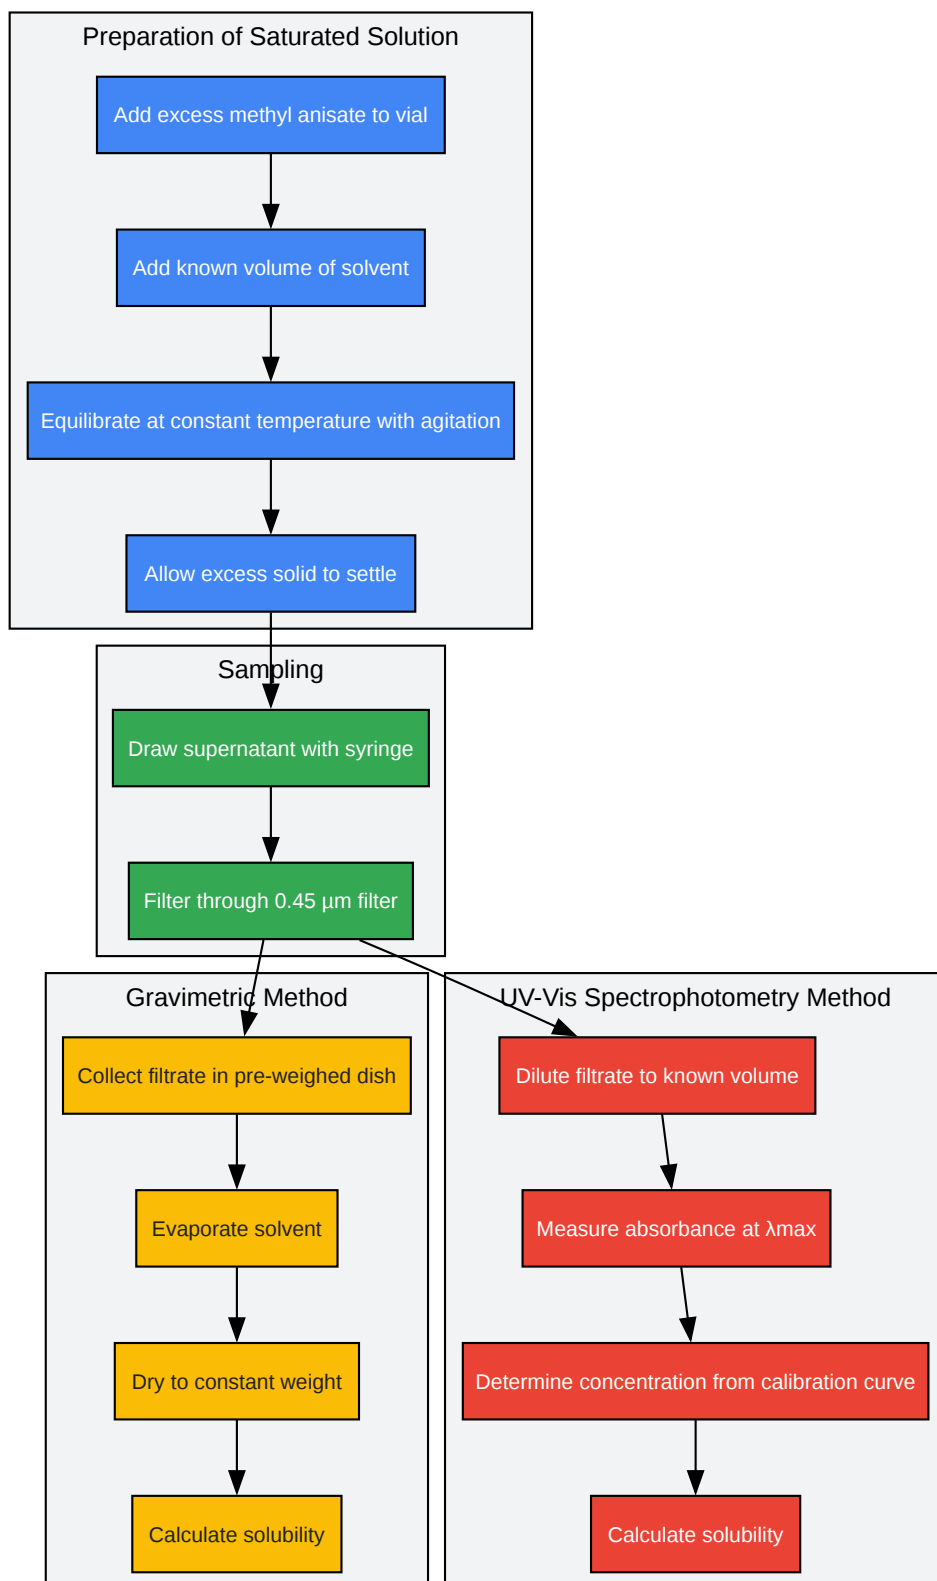 Preparation of Saturated Solution
Add excess methyl anisate to vial
Add known volume of solvent
Equilibrate at constant temperature with agitation
Allow excess solid to settle
Sampling
Draw supernatant with syringe
Filter through 0.45 µm filter
Gravimetric Method
Collect filtrate in pre-weighed dish
Evaporate solvent
Dry to constant weight
Calculate solubility
UV-Vis Spectrophotometry Method
Dilute filtrate to known volume
Measure absorbance at λmax
Determine concentration from calibration curve
Calculate solubility